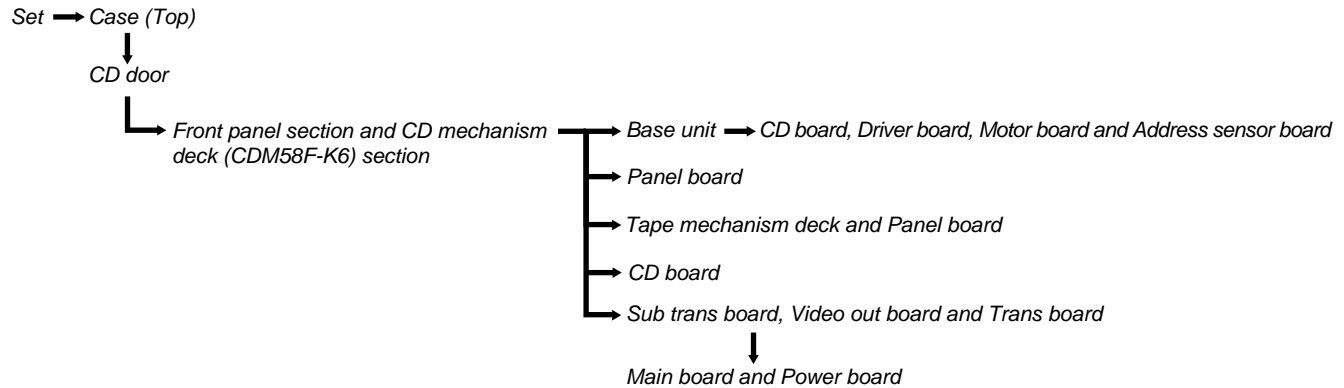 Set Case (Top)
CD door
Front panel section and CD mechanism
deck (CDM58F-K6) section
Base unit CD board, Driver board, Motor board and Address sensor board
Panel board
Tape mechanism deck and Panel board
CD board
Sub trans board, Video out board and Trans board
Main board and Power board